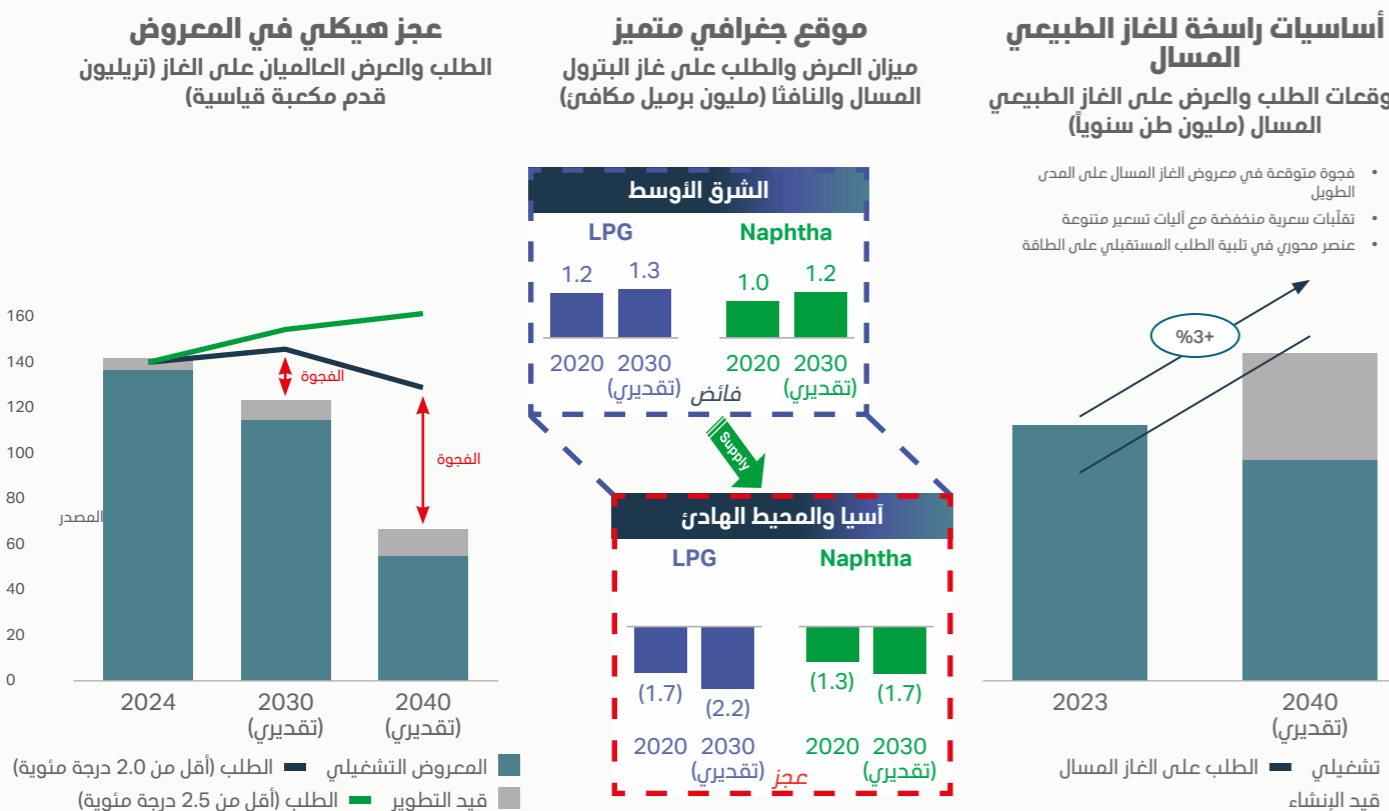 أساسيات راسخة للغاز الطبيعي
المسال
وقعات الطلب والعرض على الغاز الطبيعي
المسال (مليون طن سنوياً)
• فجوة متوقعة في معروض الغاز المسال على المدى
الطويل
• تقلّبات سعرية منخفضة مع آليات تسعير متنوعة
• عنصر محوري في تلبية الطلب المستقبلي على الطاقة
%3+
2023
2040
(تقديري)
تشغيلي
الطلب على الغاز المسال
قيد الإنشاء
موقع جغرافي متميز
ميزان العرض والطلب على غاز البترول
المسال والنافثا (مليون برميل مكافئ)
الشرق الأوسط
LPG
Naphtha
1.2
1.3
1.0
1.2
2020
2030
(تقديري)
2020
2030
(تقديري)
فائض
Supply
آسيا والمحيط الهادئ
LPG
Naphtha
(1.7)
(2.2)
(1.3)
(1.7)
2020
2030
(تقديري)
2020
2030
(تقديري)
عجز
عجز هيكلي في المعروض
الطلب والعرض العالميان على الغاز (تريليون
قدم مكعبة قياسية)
160
140
120
100
80
60
40
20
0
المصدر
الفجوة
الفجوة
2024
2030
(تقديري)
2040
(تقديري)
المعروض التشغيلي
الطلب (أقل من 2.0 درجة مئوية)
قيد التطوير
الطلب (أقل من 2.5 درجة مئوية)